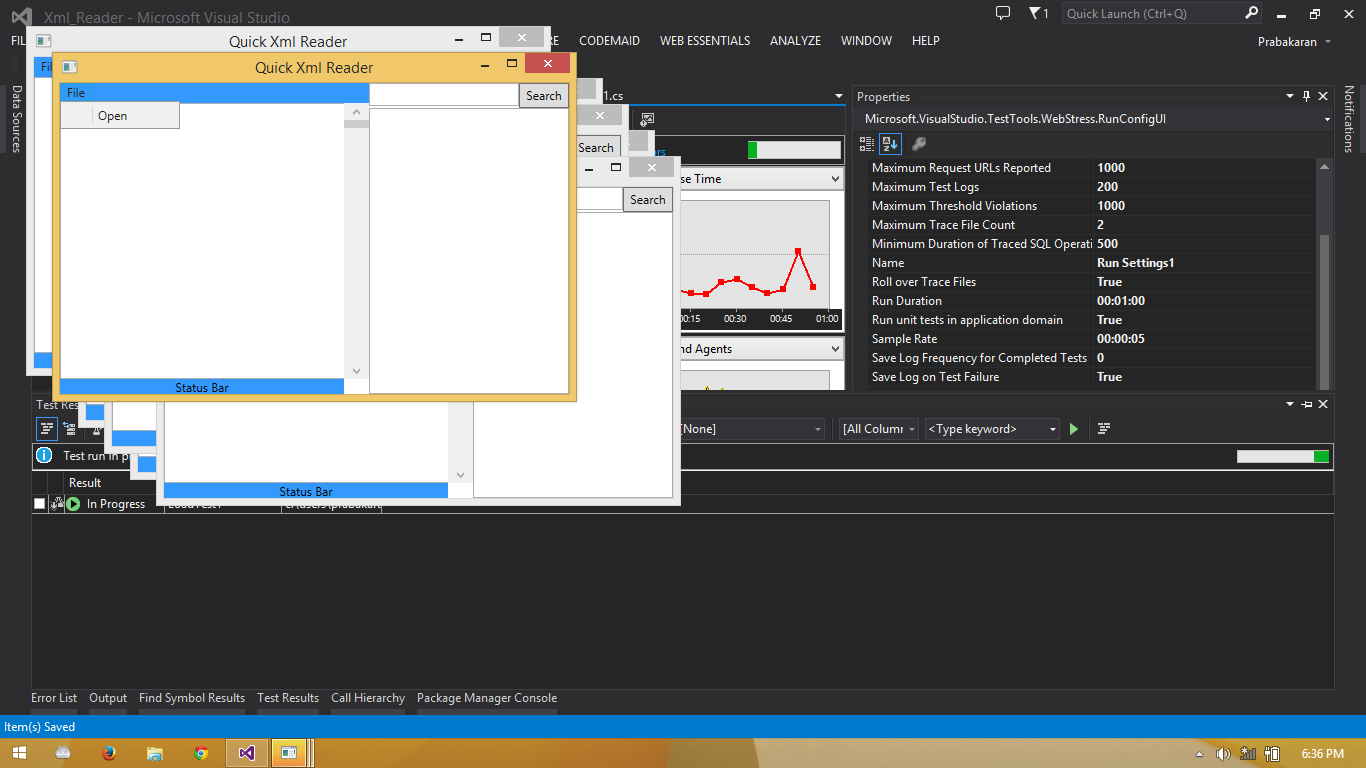 Xml_Reader - Microsoft Visual Studio
1
Quick Launch (Ctrl+Q)
CODEMAID WEB ESSENTIALS ANALYZE WINDOW HELP
Prabakaran
Quick Xml Reader
Quick Xml Reader
File
Open
Search
Status Bar
Search
Search
Status Bar
1.cs
Data Sources
Notifications
se Time
00:30 00:45 01:00
nd Agents
Properties
Microsoft.VisualStudio.TestTools.WebStress.RunConfigUI
Maximum Request URLs Reported 1000
Maximum Test Logs 200
Maximum Threshold Violations 1000
Maximum Trace File Count 2
Minimum Duration of Traced SQL Operati 500
Name Run Settings1
Roll over Trace Files True
Run Duration 00:01:00
Run unit tests in application domain True
Sample Rate 00:00:05
Save Log Frequency for Completed Tests 0
Save Log on Test Failure True
Test Res
[None] [All Column <Type keyword>
Test run in p
Result
In Progress
Error List Output Find Symbol Results Test Results Call Hierarchy Package Manager Console
Item(s) Saved
6:36 PM